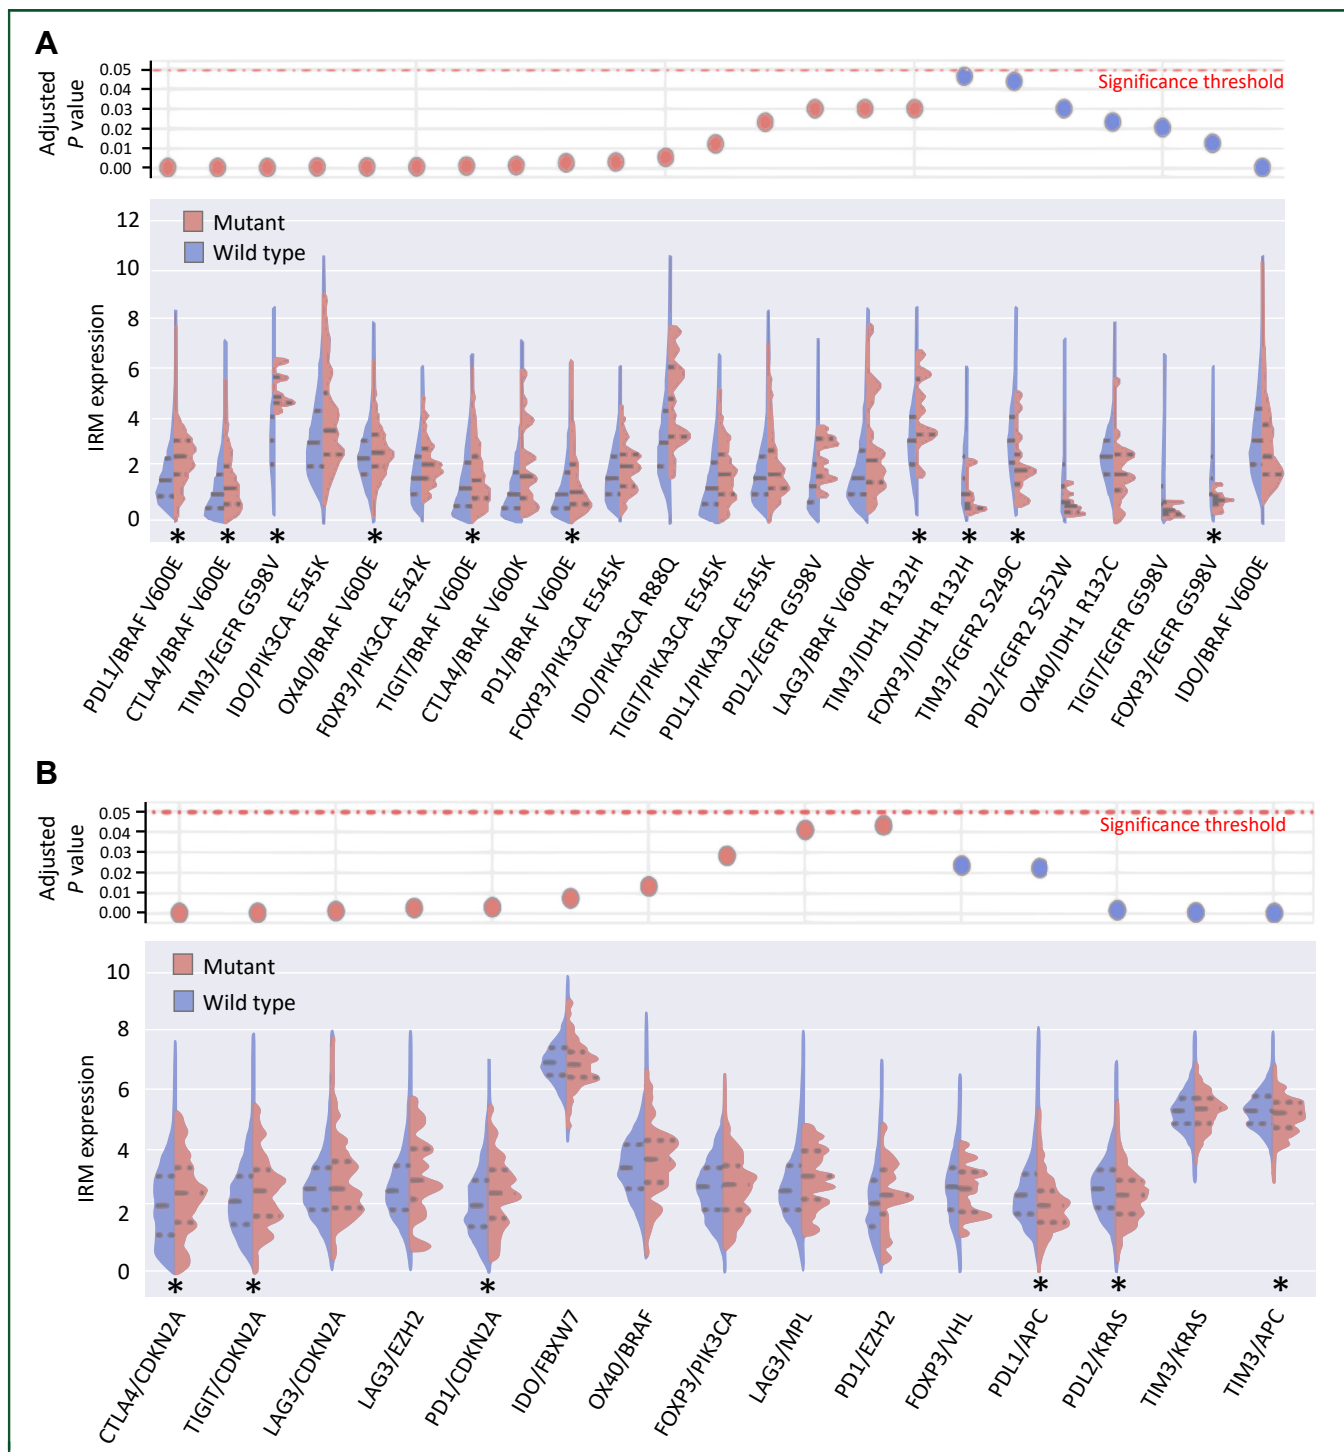 A
Adjusted
P value
0.05
0.04
0.03
0.02
0.01
0.00
Significance threshold
IRM expression
12
10
8
6
4
2
0
Mutant
Wild type
* * * * * * * * * *
PDL1/BRAF V600E
CTLA4/BRAF V600E
TIM3/EGFR G598V
IDO/PIK3CA E545K
OX40/BRAF V600E
FOXP3/PIK3CA E542K
TIGIT/BRAF V600E
CTLA4/BRAF V600K
PD1/BRAF V600E
FOXP3/PIK3CA E545K
IDO/PIKA3CA R88Q
TIGIT/PIKA3CA E545K
PDL1/PIKA3CA E545K
PDL2/EGFR G598V
LAG3/BRAF V600K
TIM3/IDH1 R132H
FOXP3/IDH1 R132H
TIM3/FGFR2 S249C
PDL2/FGFR2 S252W
OX40/IDH1 R132C
TIGIT/EGFR G598V
FOXP3/EGFR G598V
IDO/BRAF V600E
B
Adjusted
P value
0.05
0.04
0.03
0.02
0.01
0.00
Significance threshold
IRM expression
10
8
6
4
2
0
Mutant
Wild type
* * * * * *
CTLA4/CDKN2A
TIGIT/CDKN2A
LAG3/CDKN2A
LAG3/EZH2
PD1/CDKN2A
IDO/FBXW7
OX40/BRAF
FOXP3/PIK3CA
LAG3/MPL
PD1/EZH2
FOXP3/VHL
PDL1/APC
PDL2/KRAS
TIM3/KRAS
TIM3/APC